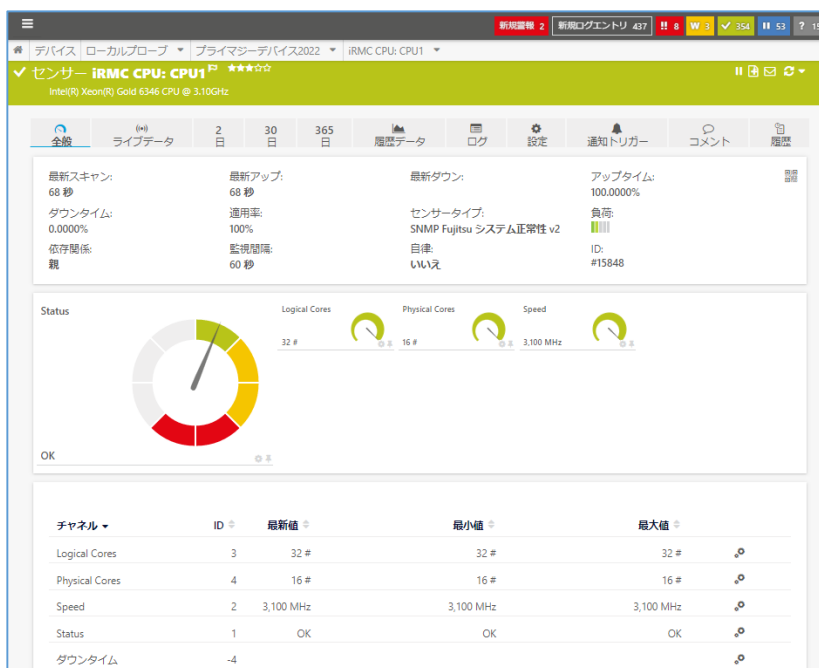 新規警報 2 新規ログエントリ 437 !! 8 W 3 354 53 ? 15
デバイス ローカルプローブ プライマシーデバイス2022 iRMC CPU: CPU1
センサー iRMC CPU: CPU1
Intel(R) Xeon(R) Gold 6346 CPU @ 3.10GHz
全般 ライブデータ 2 日 30 日 365 日 履歴データ ログ 設定 通知トリガー コメント 履歴
最新スキャン: 最新アップ: 最新ダウン: アップタイム:
68 秒 68 秒 100.0000%
ダウンタイム: 適用率: センサータイプ: 負荷:
0.0000% 100% SNMP Fujitsu システム正常性 v2
依存関係: 監視間隔: 自律: ID:
親 60 秒 いいえ #15848
Status Logical Cores Physical Cores Speed
32 # 16 # 3,100 MHz
OK
チャネル ID 最新値 最小値 最大値
Logical Cores 3 32 # 32 # 32 #
Physical Cores 4 16 # 16 # 16 #
Speed 2 3,100 MHz 3,100 MHz 3,100 MHz
Status 1 OK OK OK
ダウンタイム -4